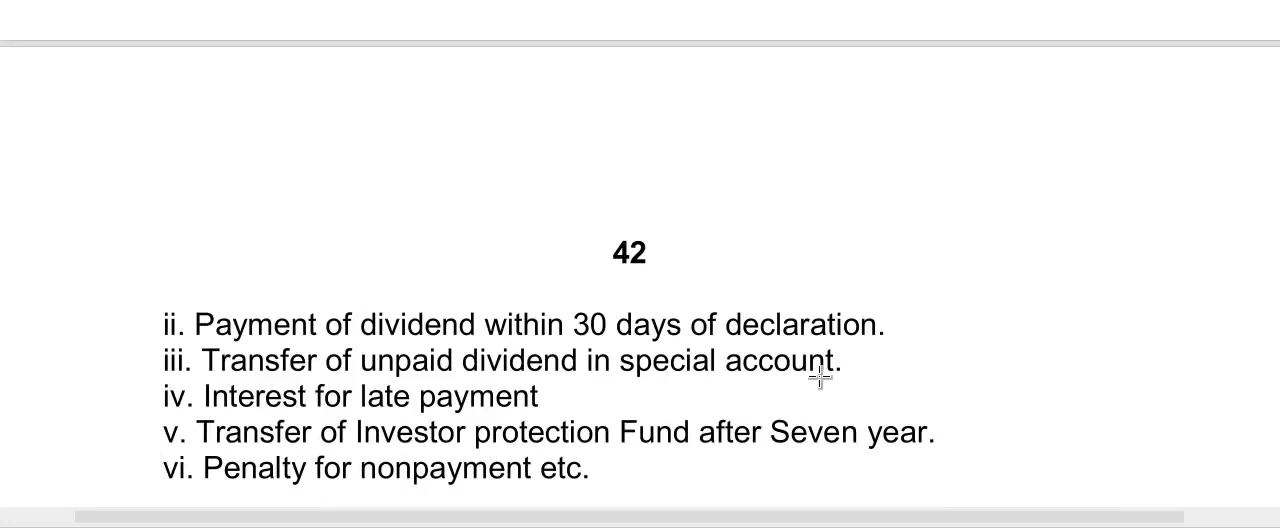 42
ii. Payment of dividend within 30 days of declaration.
iii. Transfer of unpaid dividend in special account.
iv. Interest for late payment
v. Transfer of Investor protection Fund after Seven year.
vi. Penalty for nonpayment etc.